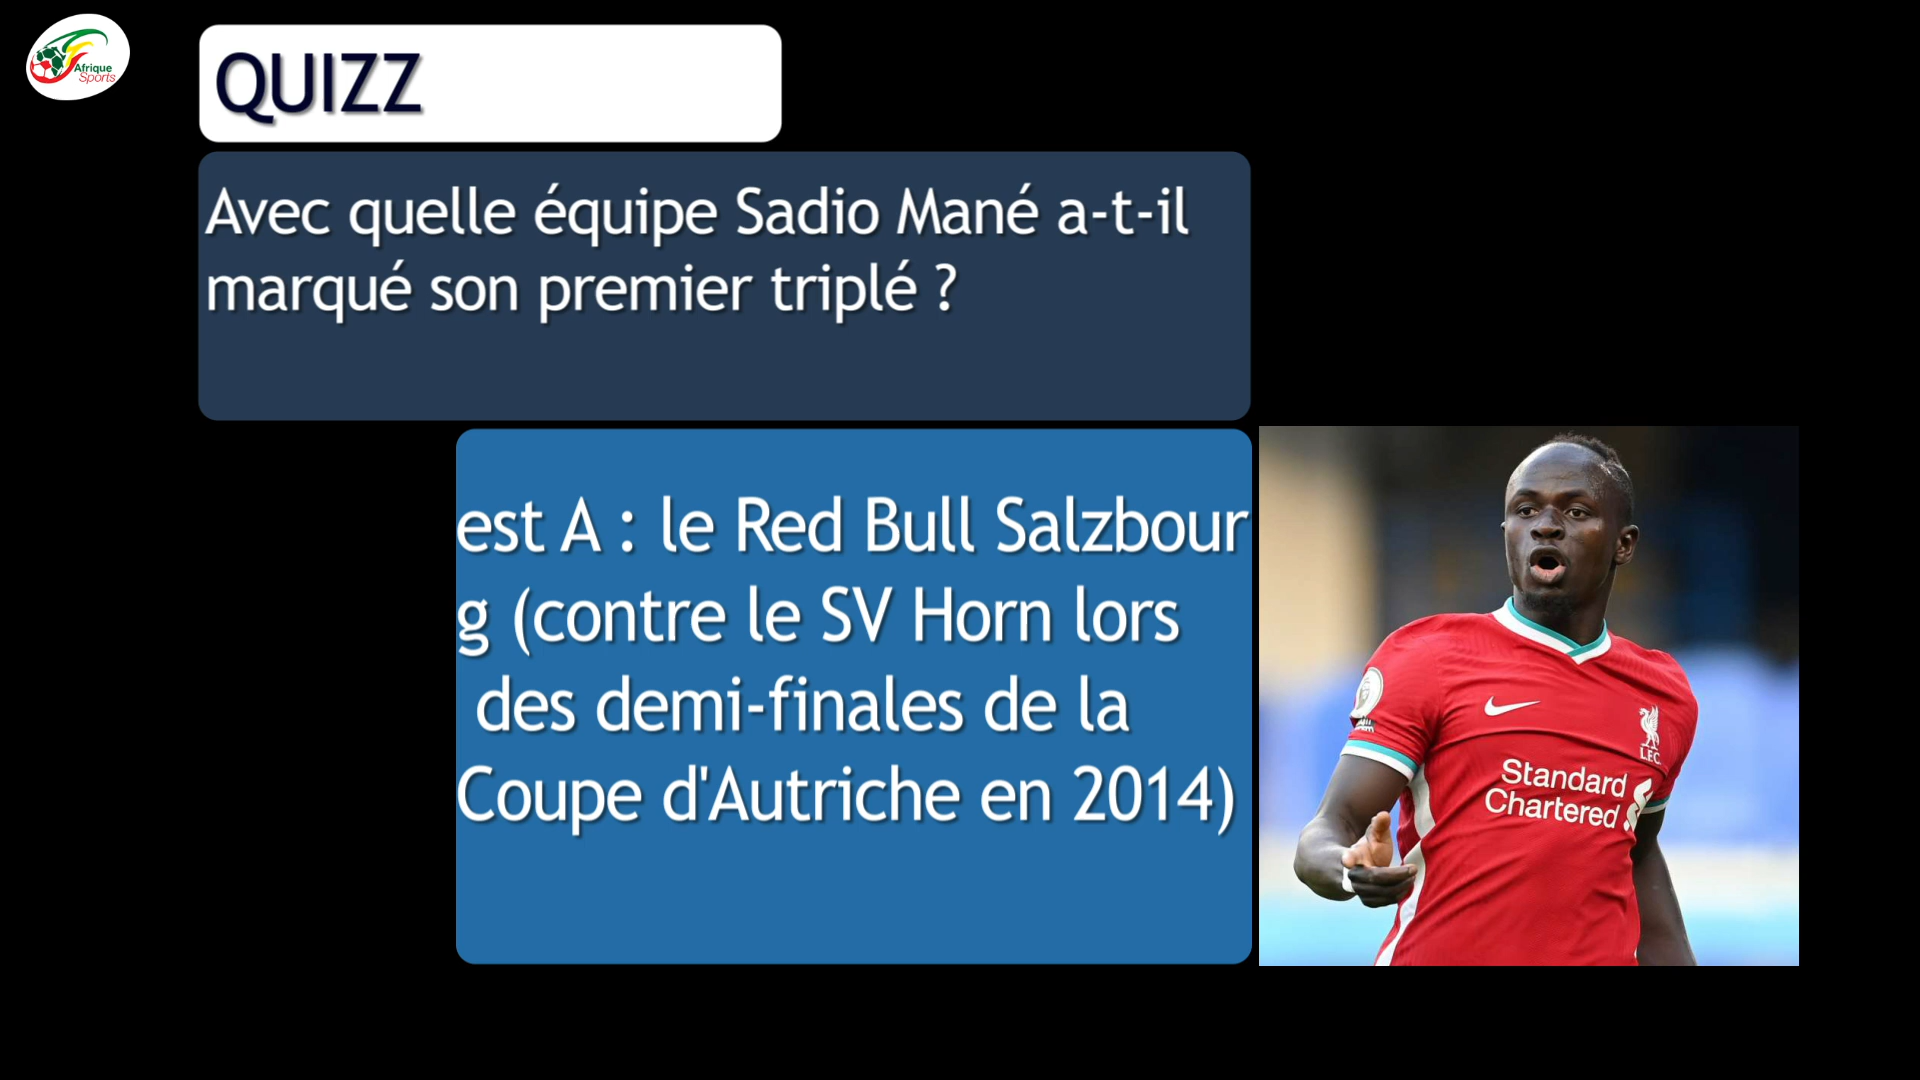 Afrique
Sports
QUIZZ
Avec quelle équipe Sadio Mané a-t-il
marqué son premier triplé ?
est A : le Red Bull Salzbour
g (contre le SV Horn lors
des demi-finales de la
Coupe d'Autriche en 2014)
L.F.C.
Standard
Chartered